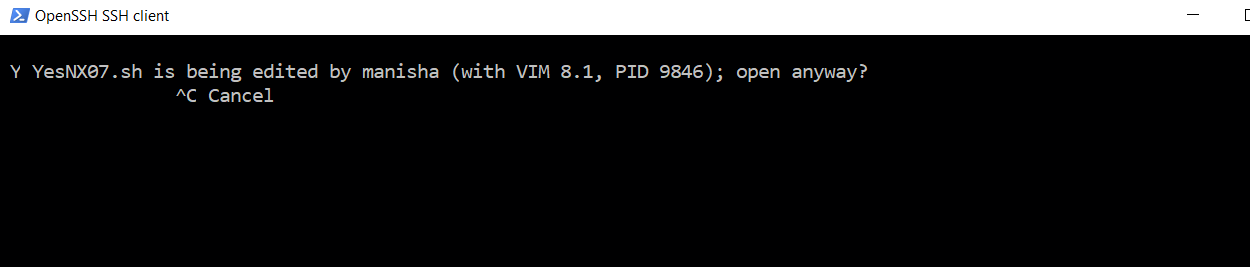 OpenSSH SSH client
Y YesNX07.sh is being edited by manisha (with VIM 8.1, PID 9846); open anyway?
^C Cancel